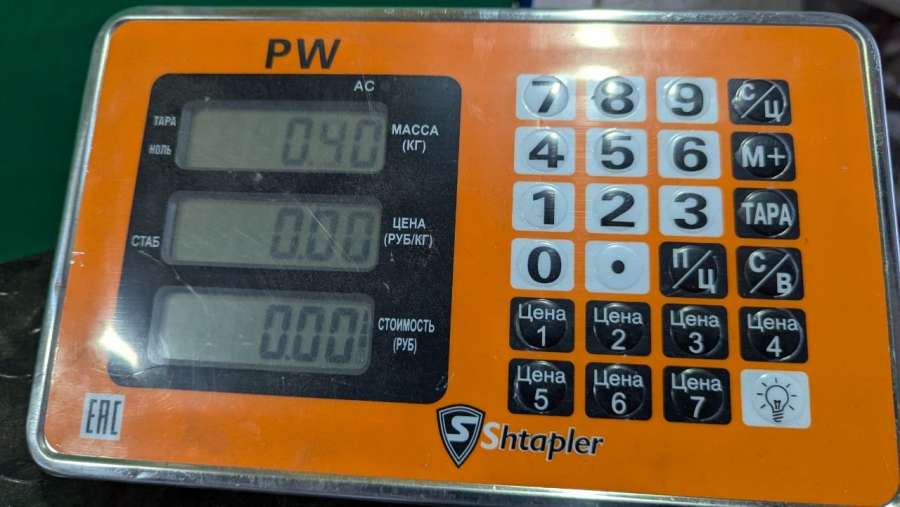 PW
AC
ТАРА
НОЛЬ
0.40
МАССА
(КГ)
СТАБ
0.00
ЦЕНА
(РУБ/КГ)
0.00
СТОИМОСТЬ
(РУБ)
7 8 9 С/Ц
4 5 6 М+
1 2 3 ТАРА
0 • П/Ц С/В
Цена 1 Цена 2 Цена 3 Цена 4
Цена 5 Цена 6 Цена 7
EAC
S Shtapler